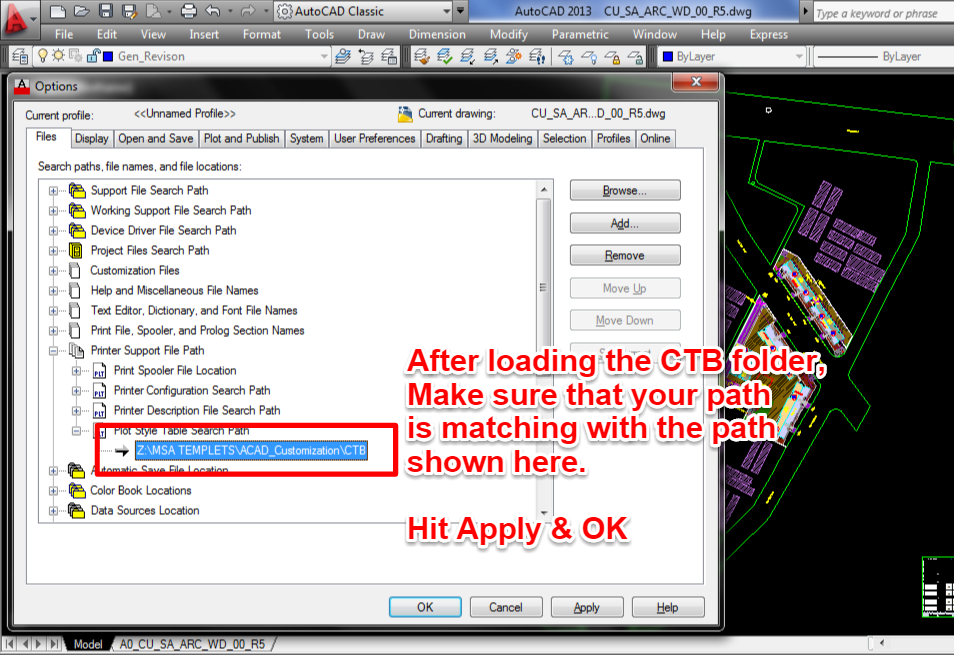 AutoCAD Classic
AutoCAD 2013 CU_SA_ARC_WD_00_R5.dwg
Type a keyword or phrase
File Edit View Insert Format Tools Draw Dimension Modify Parametric Window Help Express
Gen_Revison
ByLayer
ByLayer
Options
Current profile: <<Unnamed Profile>> Current drawing: CU_SA_AR...D_00_R5.dwg
Files Display Open and Save Plot and Publish System User Preferences Drafting 3D Modeling Selection Profiles Online
Search paths, file names, and file locations:
Support File Search Path
Working Support File Search Path
Device Driver File Search Path
Project Files Search Path
Customization Files
Help and Miscellaneous File Names
Text Editor, Dictionary, and Font File Names
Print File, Spooler, and Prolog Section Names
Printer Support File Path
Print Spooler File Location
Printer Configuration Search Path
Printer Description File Search Path
Plot Style Table Search Path
Z:\MSA TEMPLETS\ACAD_Customization\CTB
Automatic Save File Location
Color Book Locations
Data Sources Location
Browse...
Add...
Remove
Move Up
Move Down
After loading the CTB folder,
Make sure that your path
is matching with the path
shown here.
Hit Apply & OK
OK Cancel Apply Help
Model A0_CU_SA_ARC_WD_00_R5